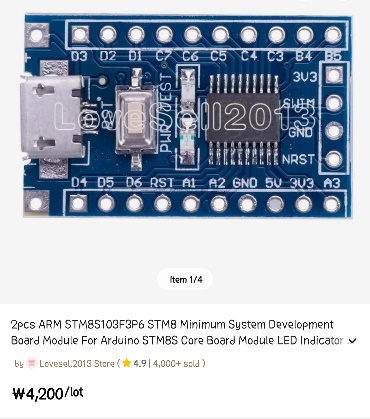 D3 D2 D1 C7 C6 C5 C4 C3 B4 B5
3V3
SWIM
GND
NRST
PWR
TEST
Lovesell2013
D4 D5 D6 RST A1 A2 GND 5V 3V3 A3
Item 1/4
2pcs ARM STM8S103F3P6 STM8 Minimum System Development
Board Module For Arduino STM8S Core Board Module LED Indicator
by Lovesell2013 Store ( 4.9 | 4,000+ sold )
₩4,200/lot